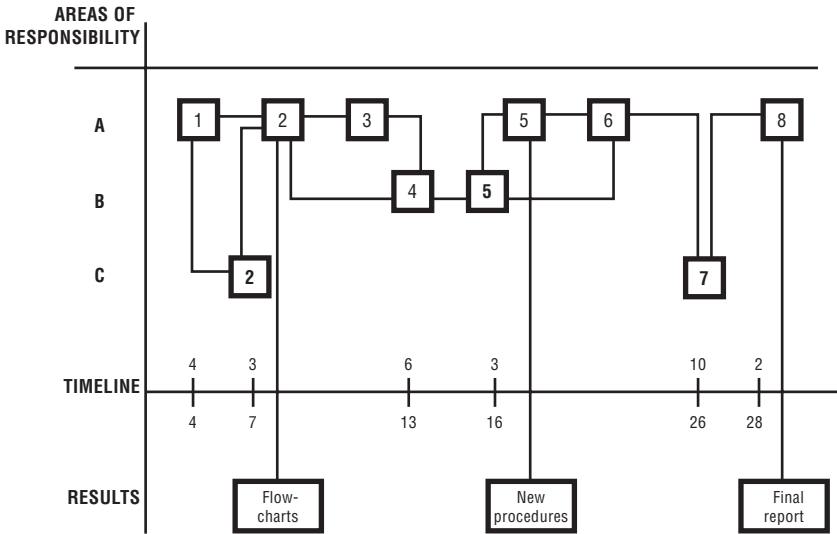 AREAS OF
RESPONSIBILITY
A
1
2
3
5
6
8
B
4
5
C
2
7
4 3 6 3 10 2
TIMELINE
4 7 13 16 26 28
RESULTS
Flow-
charts
New
procedures
Final
report